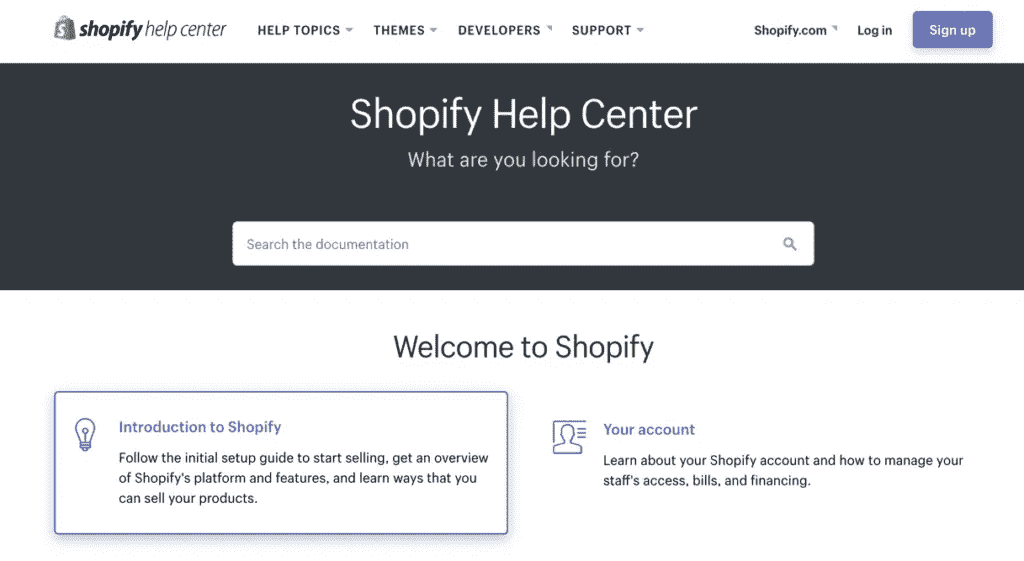 shopify help center HELP TOPICS THEMES DEVELOPERS SUPPORT Shopify.com Log in Sign up
Shopify Help Center
What are you looking for?
Search the documentation
Welcome to Shopify
Introduction to Shopify
Follow the initial setup guide to start selling, get an overview
of Shopify's platform and features, and learn ways that you
can sell your products.
Your account
Learn about your Shopify account and how to manage your
staff's access, bills, and financing.